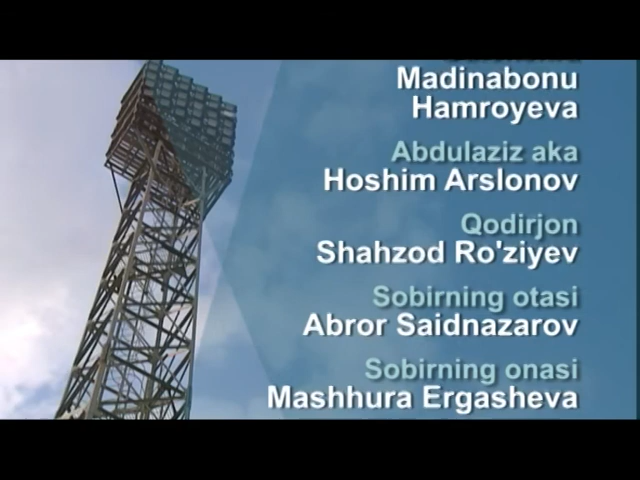 Madinabonu
Hamroyeva
Abdulaziz aka
Hoshim Arslonov
Qodirjon
Shahzod Ro'ziyev
Sobirning otasi
Abror Saidnazarov
Sobirning onasi
Mashhura Ergasheva